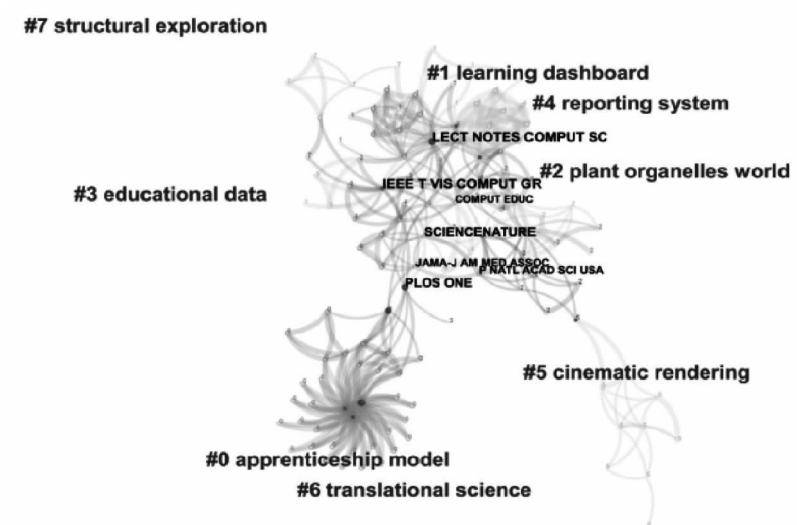 #7 structural exploration
#1 learning dashboard
#4 reporting system
LECT NOTES COMPUT SC
#2 plant organelles world
IEEE T VIS COMPUT GR
#3 educational data
COMPUT EDUC
SCIENCENATURE
JAMA-J AM MED ASSOC
P NATL ACAD SCI USA
PLOS ONE
#5 cinematic rendering
#0 apprenticeship model
#6 translational science